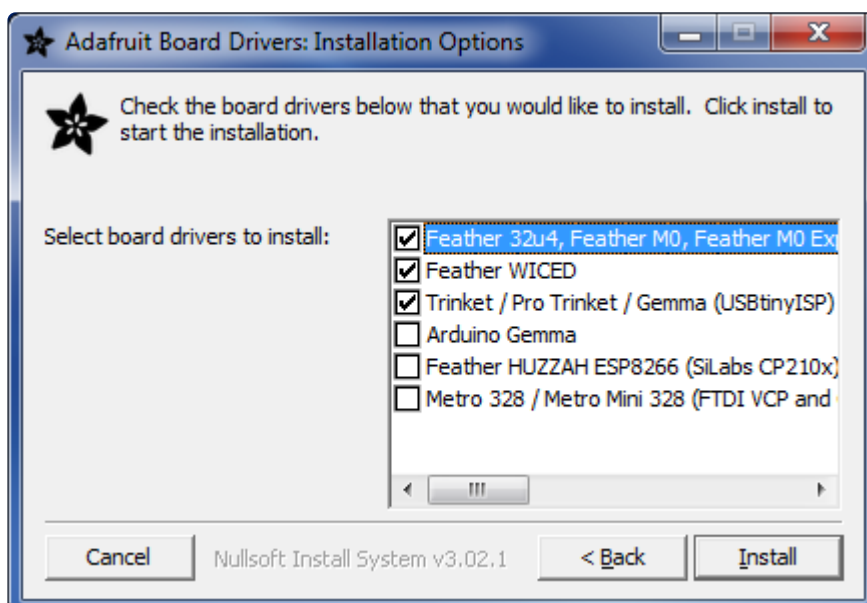 Adafruit Board Drivers: Installation Options
Check the board drivers below that you would like to install. Click install to
start the installation.
Select board drivers to install:
Feather 32u4, Feather M0, Feather M0
Feather WICED
Trinket / Pro Trinket / Gemma (USBtinyISP)
Arduino Gemma
Feather HUZZAH ESP8266 (SiLabs CP210x)
Metro 328 / Metro Mini 328 (FTDI VCP and
Cancel
Nullsoft Install System v3.02.1
< Back
Install